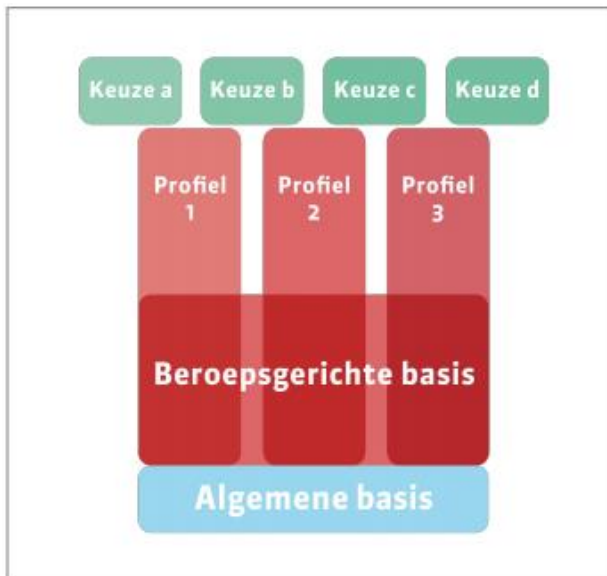 Keuze a
Keuze b
Keuze c
Keuze d
Profiel
1
Profiel
2
Profiel
3
Beroepsgerichte basis
Algemene basis